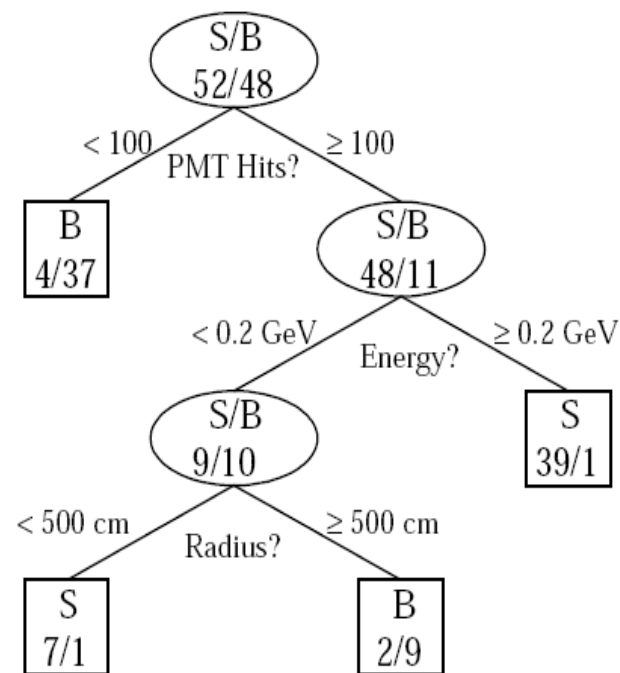 S/B
52/48
< 100
≥ 100
PMT Hits?
B
4/37
S/B
48/11
< 0.2 GeV
≥ 0.2 GeV
Energy?
S/B
9/10
S
39/1
< 500 cm
≥ 500 cm
Radius?
S
7/1
B
2/9